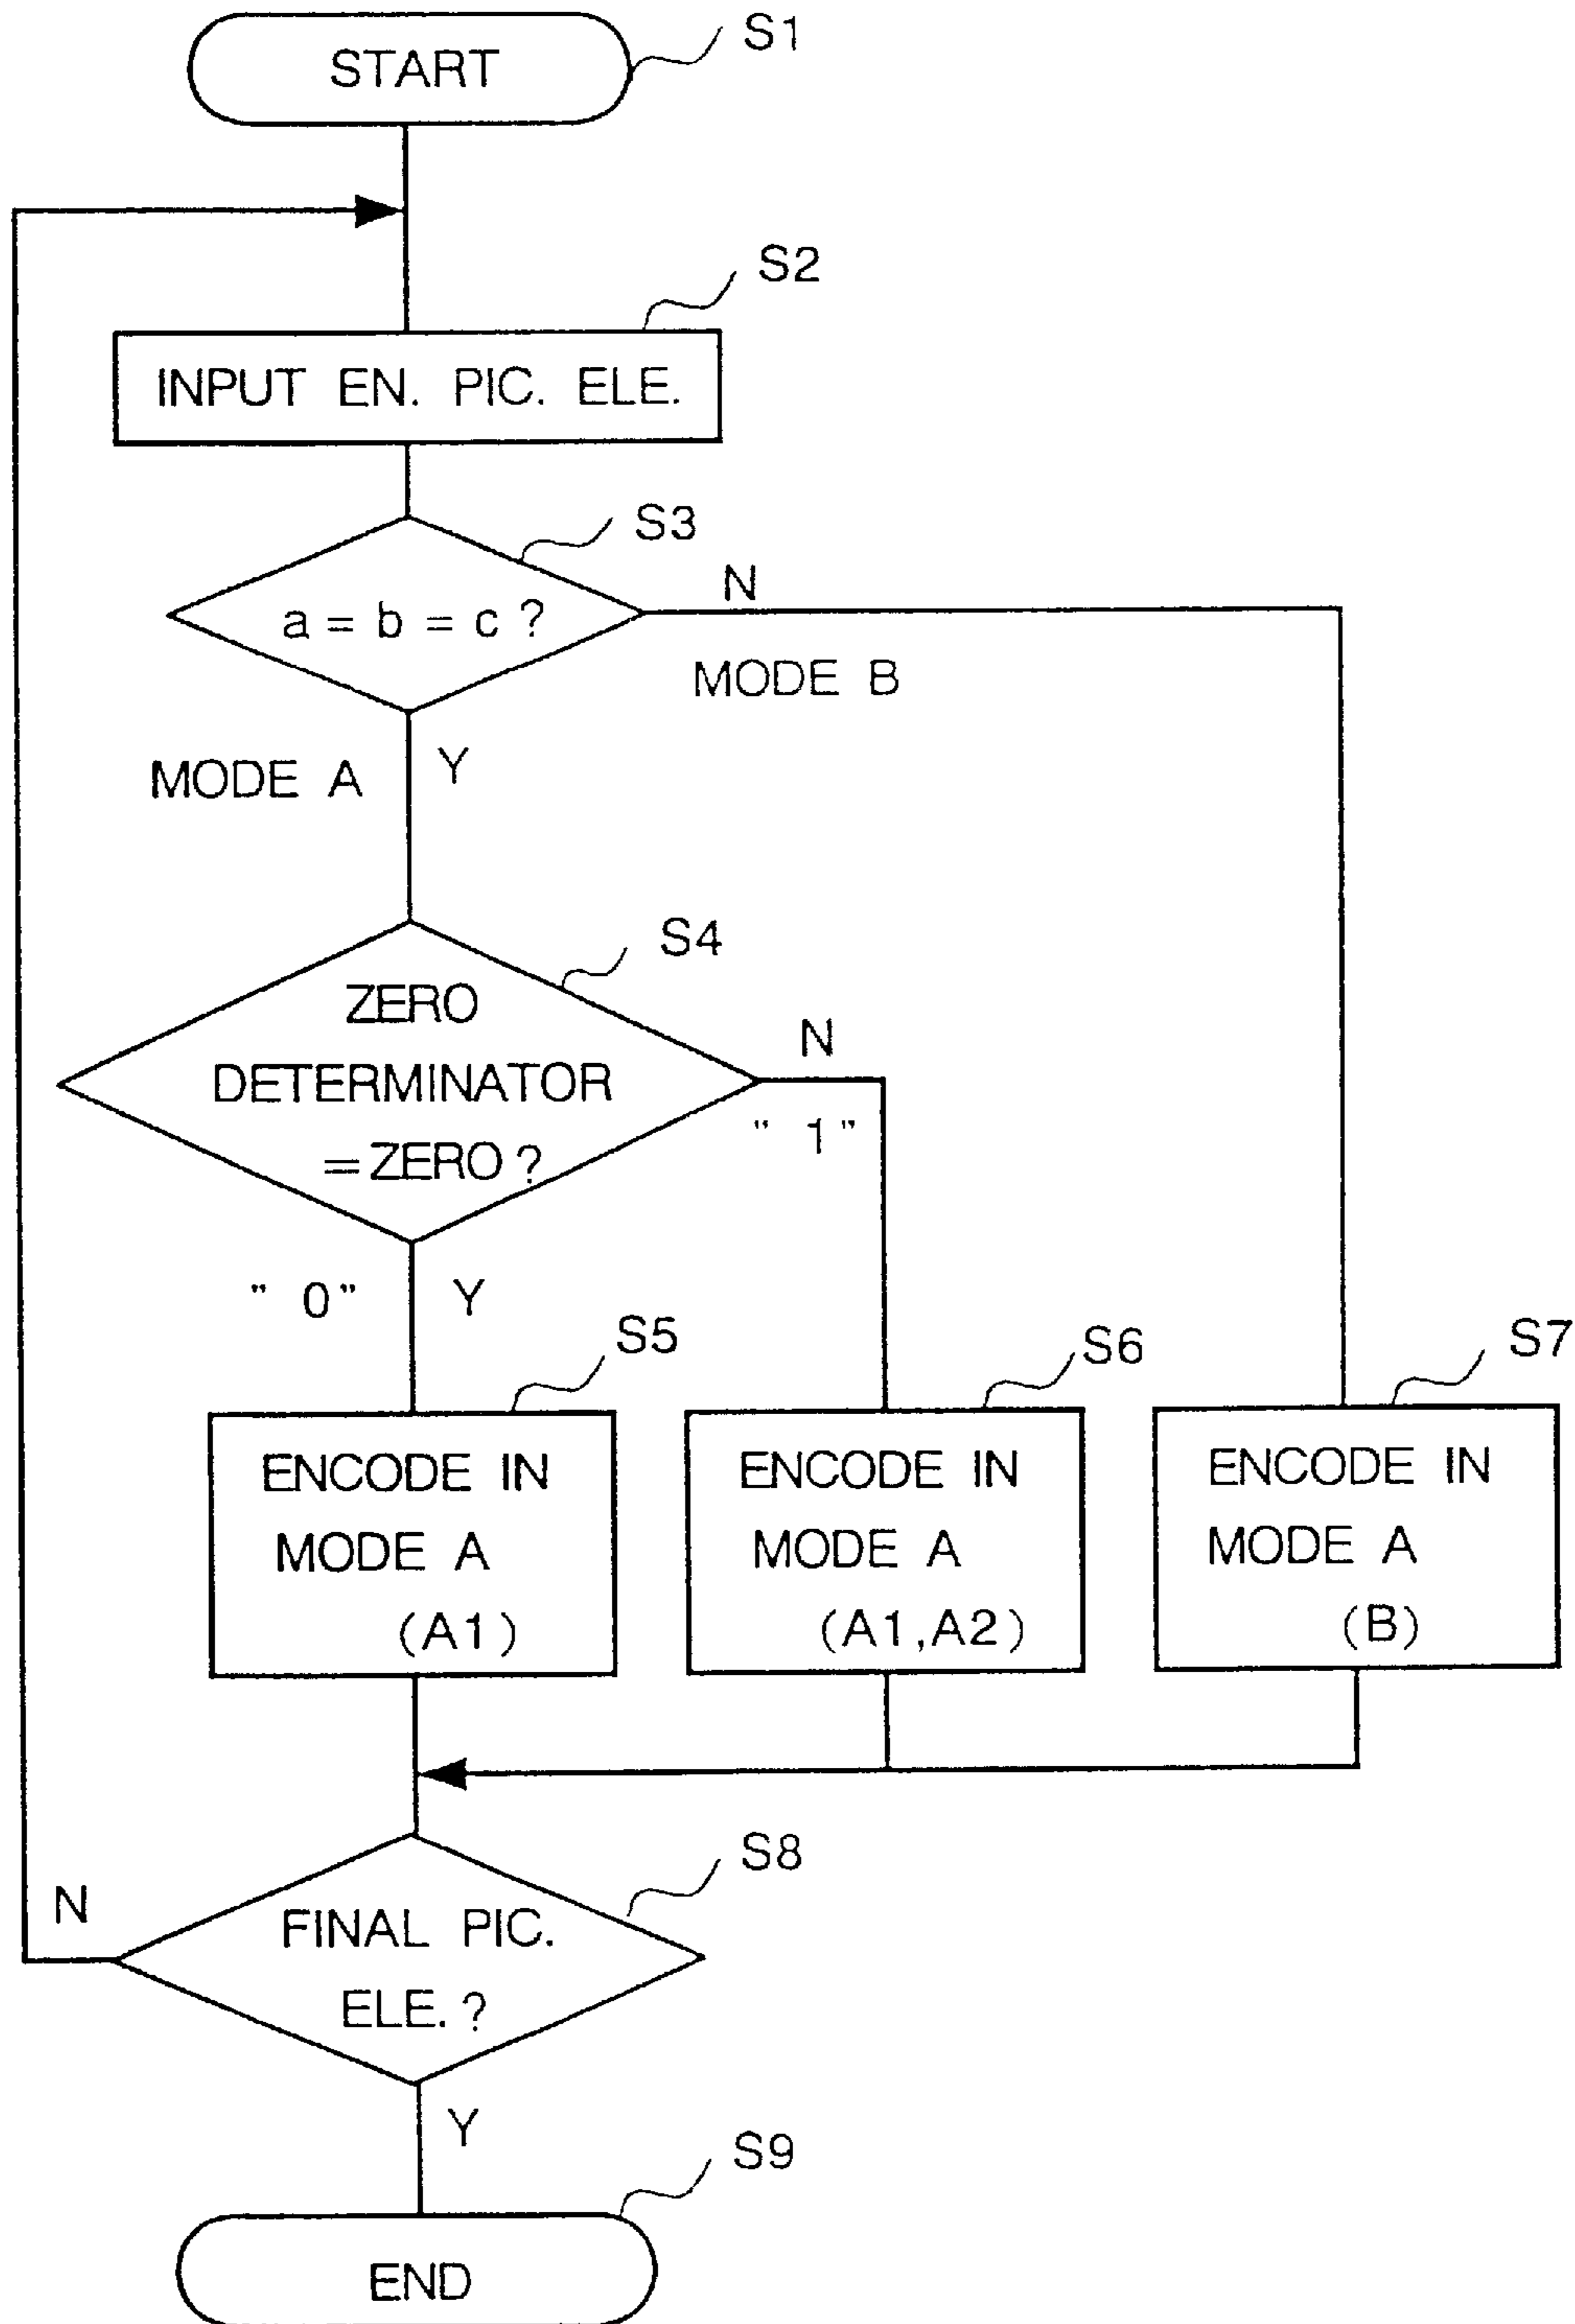 START
S1
S2
INPUT EN. PIC. ELE.
S3
a = b = c ?
N
MODE B
MODE A
Y
S4
ZERO
DETERMINATOR
=ZERO?
N
" 1"
" 0"
Y
S5
ENCODE IN
MODE A
(A1)
S6
ENCODE IN
MODE A
(A1,A2)
S7
ENCODE IN
MODE A
(B)
S8
N
FINAL PIC.
ELE. ?
Y
S9
END